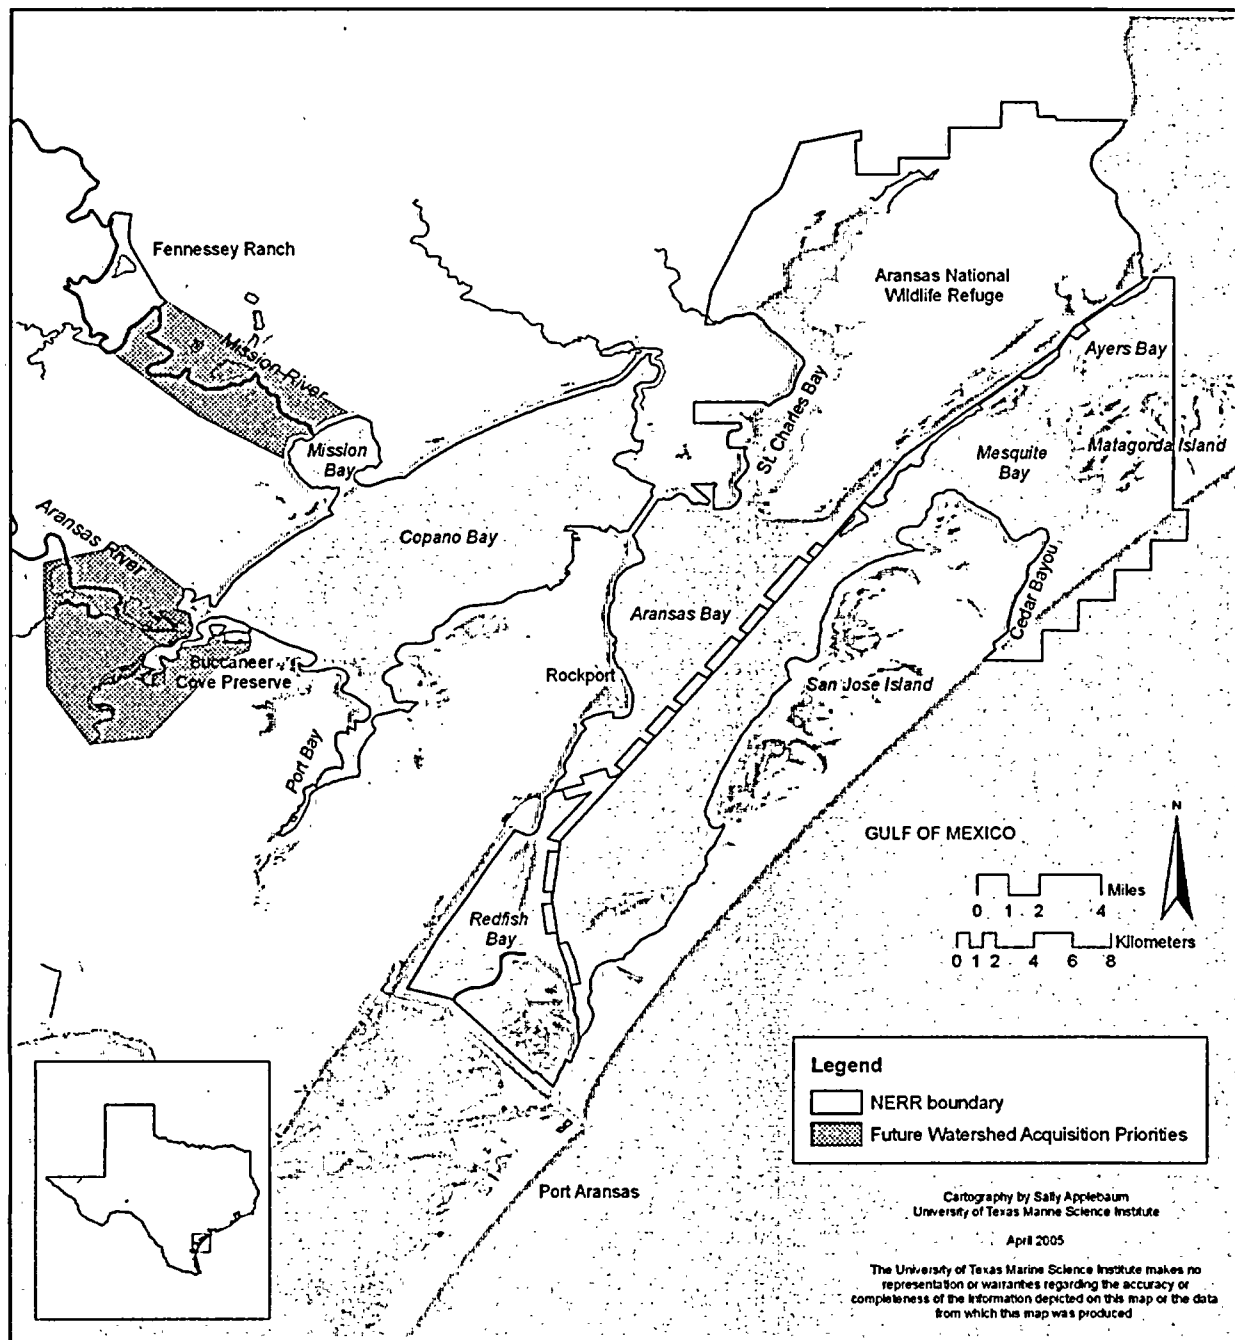 Fennessey Ranch
Aransas National
Wildlife Refuge
Mission River
Ayers Bay
St. Charles Bay
Mission
Bay
Mesquite
Bay
Matagorda Island
Aransas River
Copano Bay
Cedar Bayou
Aransas Bay
Buccaneer
Cove Preserve
Rockport
San Jose Island
Port Bay
GULF OF MEXICO
N
Miles
0 1 2 4
Redfish
Bay
Kilometers
0 1 2 4 6 8
Legend
NERR boundary
Future Watershed Acquisition Priorities
Port Aransas
Cartography by Sally Applebaum
University of Texas Marine Science Institute
April 2005
The University of Texas Marine Science Institute makes no
representation or warranties regarding the accuracy or
completeness of the information depicted on this map or the data
from which this map was produced